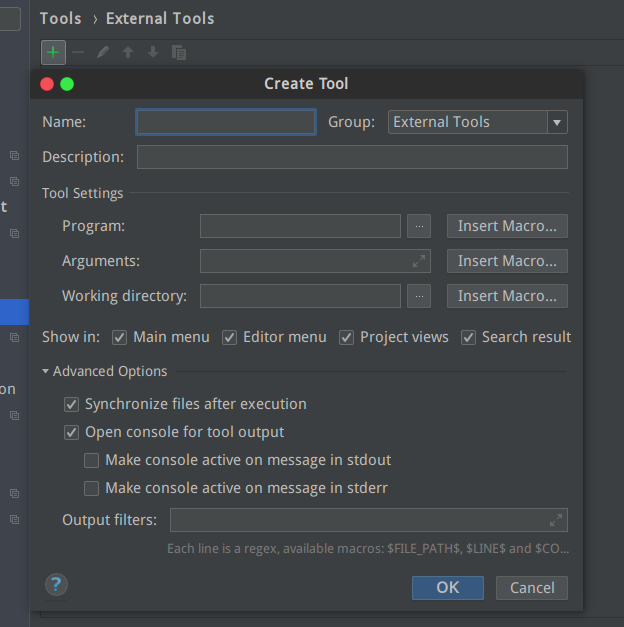 Tools › External Tools
Create Tool
Name:
Group: External Tools
Description:
Tool Settings
Program: ... Insert Macro...
Arguments: Insert Macro...
Working directory: ... Insert Macro...
Show in: Main menu Editor menu Project views Search result
Advanced Options
Synchronize files after execution
Open console for tool output
Make console active on message in stdout
Make console active on message in stderr
Output filters:
Each line is a regex, available macros: $FILE_PATH$, $LINE$ and $CO...
? OK Cancel
t
on